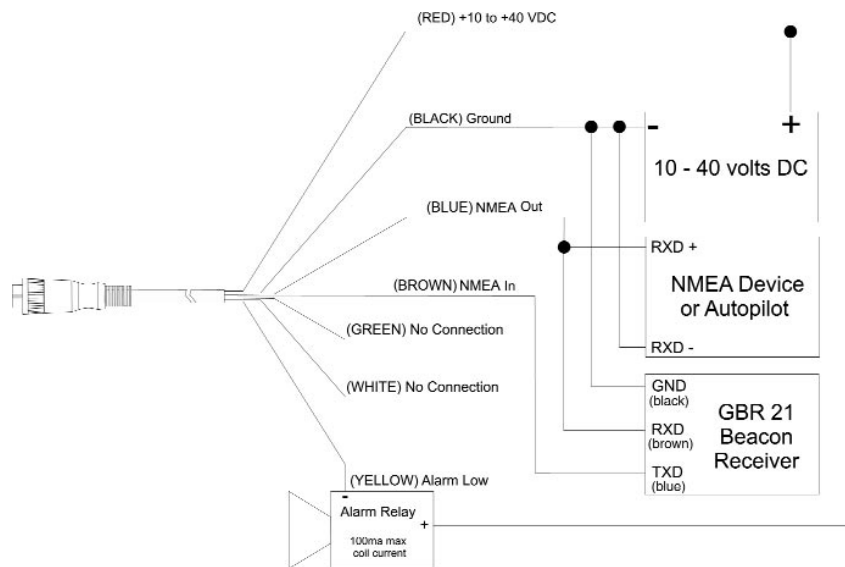 (RED) +10 to +40 VDC
(BLACK) Ground
- +
10 - 40 volts DC
(BLUE) NMEA Out
RXD +
NMEA Device
or Autopilot
RXD -
(BROWN) NMEA In
(GREEN) No Connection
(WHITE) No Connection
GND
(black)
RXD
(brown)
TXD
(blue)
GBR 21
Beacon
Receiver
(YELLOW) Alarm Low
-
Alarm Relay
+
100ma max
coil current